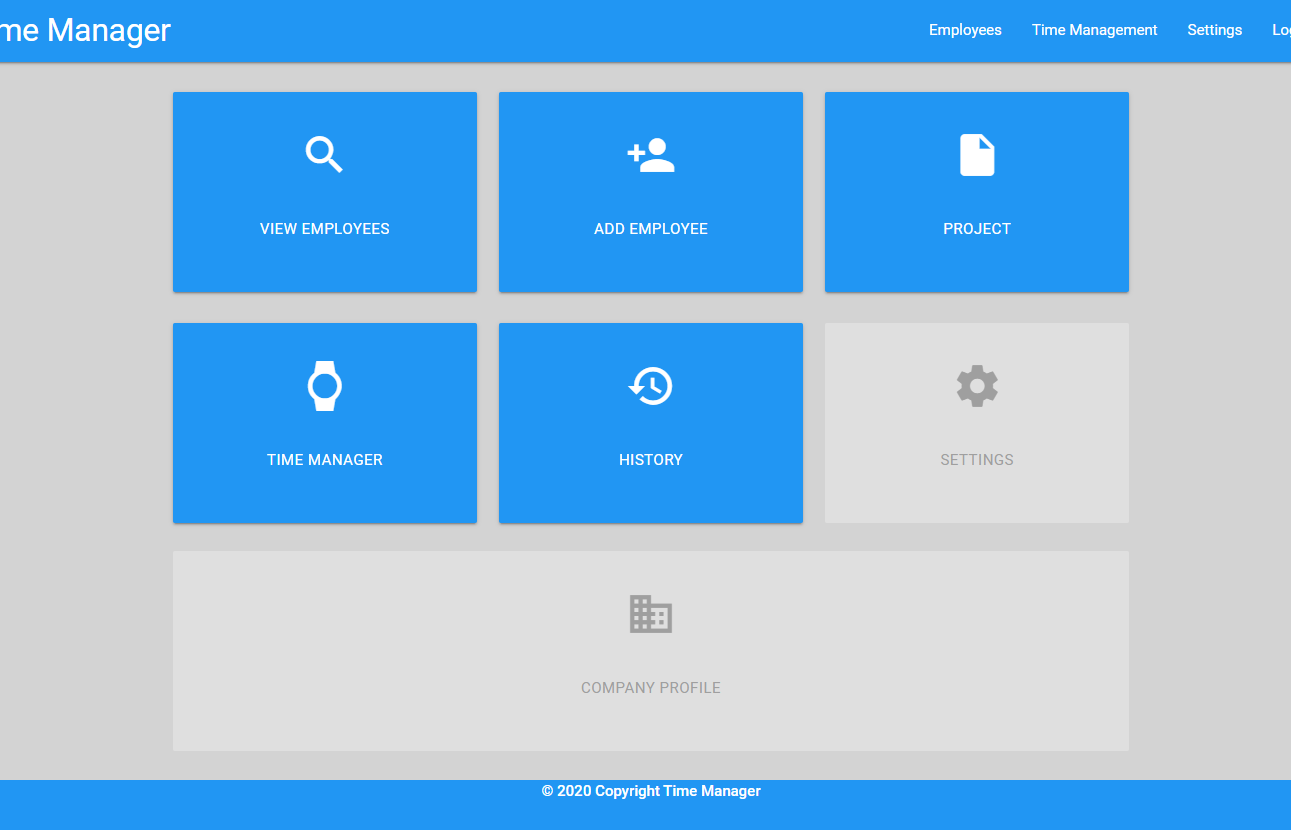 me Manager
Employees Time Management Settings Log
VIEW EMPLOYEES ADD EMPLOYEE PROJECT
TIME MANAGER HISTORY SETTINGS
COMPANY PROFILE
© 2020 Copyright Time Manager